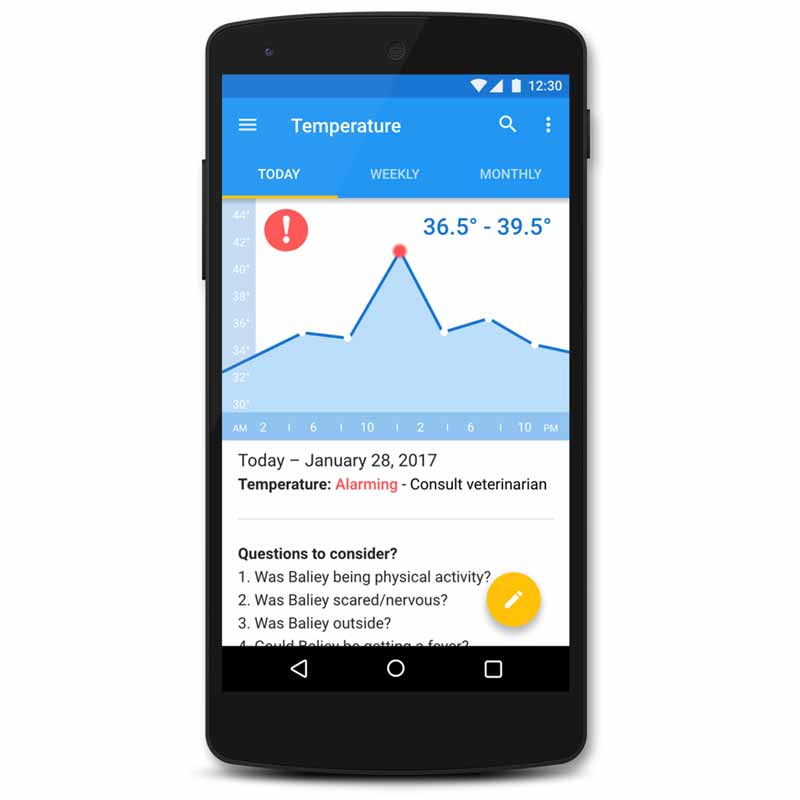 12:30
Temperature
TODAY WEEKLY MONTHLY
36.5° - 39.5°
44°
42°
40°
38°
36°
34°
32°
30°
AM 2 6 10 2 6 10 PM
Today – January 28, 2017
Temperature: Alarming - Consult veterinarian
Questions to consider?
1. Was Baliey being physical activity?
2. Was Baliey scared/nervous?
3. Was Baliey outside?
4. Could Baliey be getting a fever?